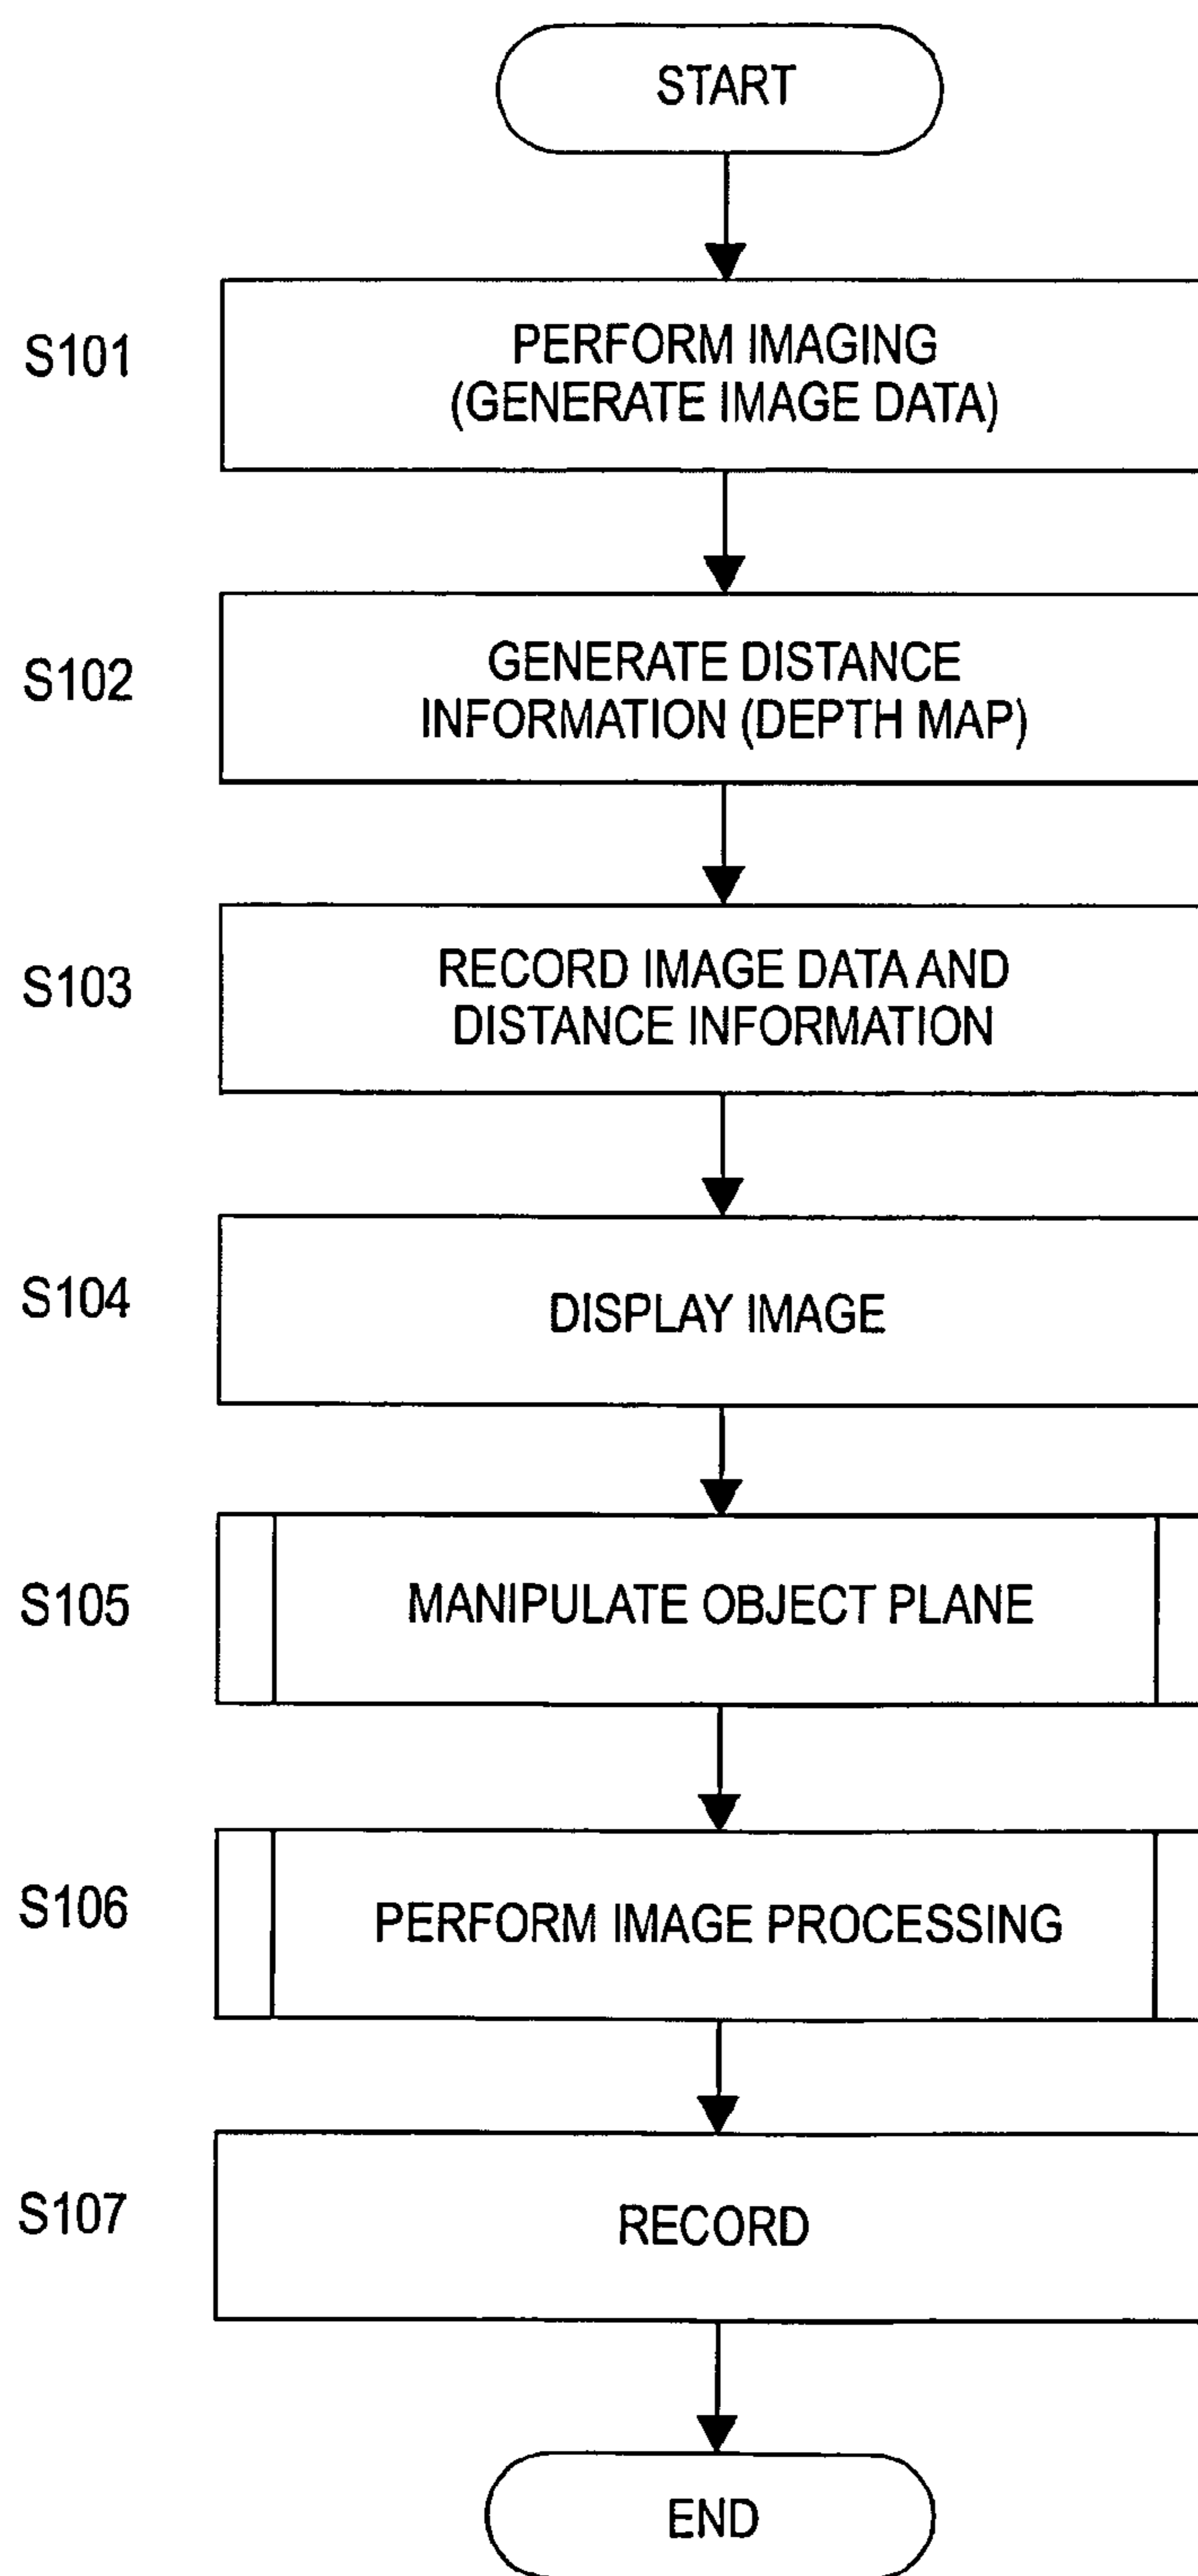 START
S101
PERFORM IMAGING
(GENERATE IMAGE DATA)
S102
GENERATE DISTANCE
INFORMATION (DEPTH MAP)
S103
RECORD IMAGE DATA AND
DISTANCE INFORMATION
S104
DISPLAY IMAGE
S105
MANIPULATE OBJECT PLANE
S106
PERFORM IMAGE PROCESSING
S107
RECORD
END